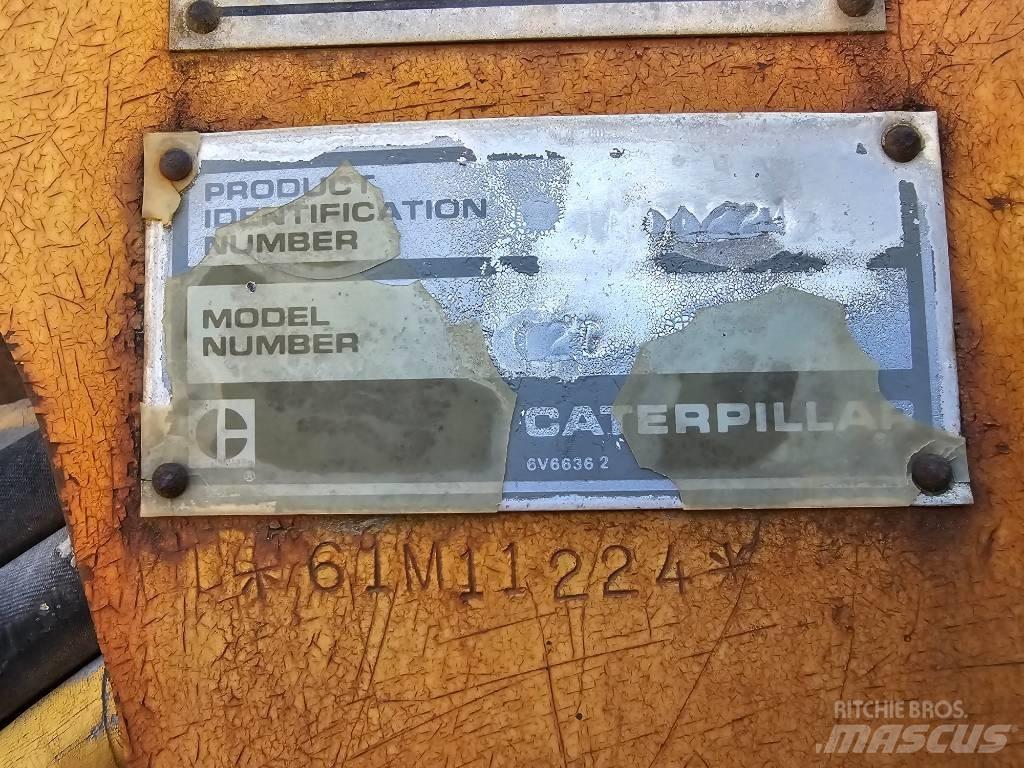 PRODUCT
IDENTIFICATION
NUMBER
MODEL
NUMBER
CATERPILLAR
®
6V6636 2
*61M11224*
RITCHIE BROS.
MASCUS